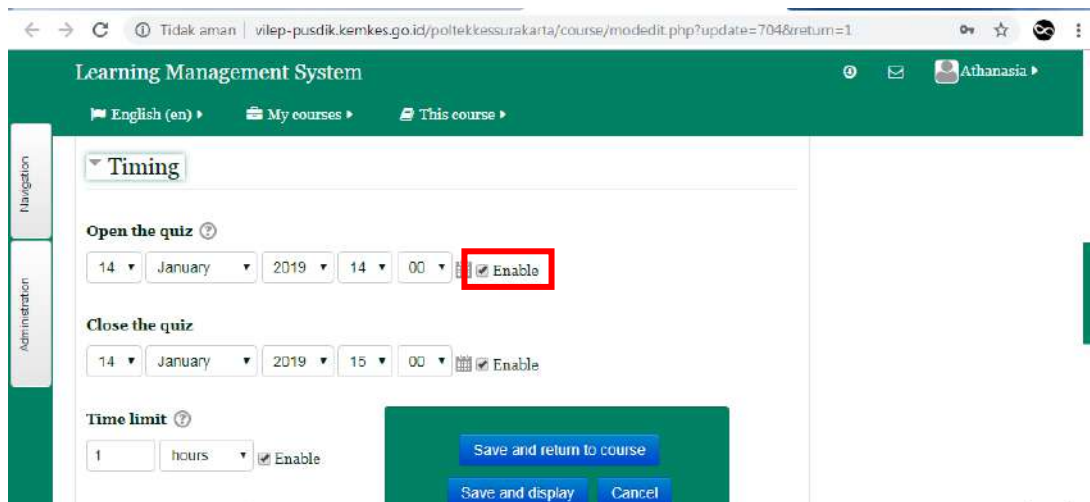 Tidak aman | vilep-pusdik.kemkes.go.id/poltekkessurakarta/course/modedit.php?update=704&return=1
Learning Management System
Athanasia
English (en)
My courses
This course
Navigation
Administration
Timing
Open the quiz
14 January 2019 14 00 Enable
Close the quiz
14 January 2019 15 00 Enable
Time limit
1 hours Enable
Save and return to course
Save and display Cancel